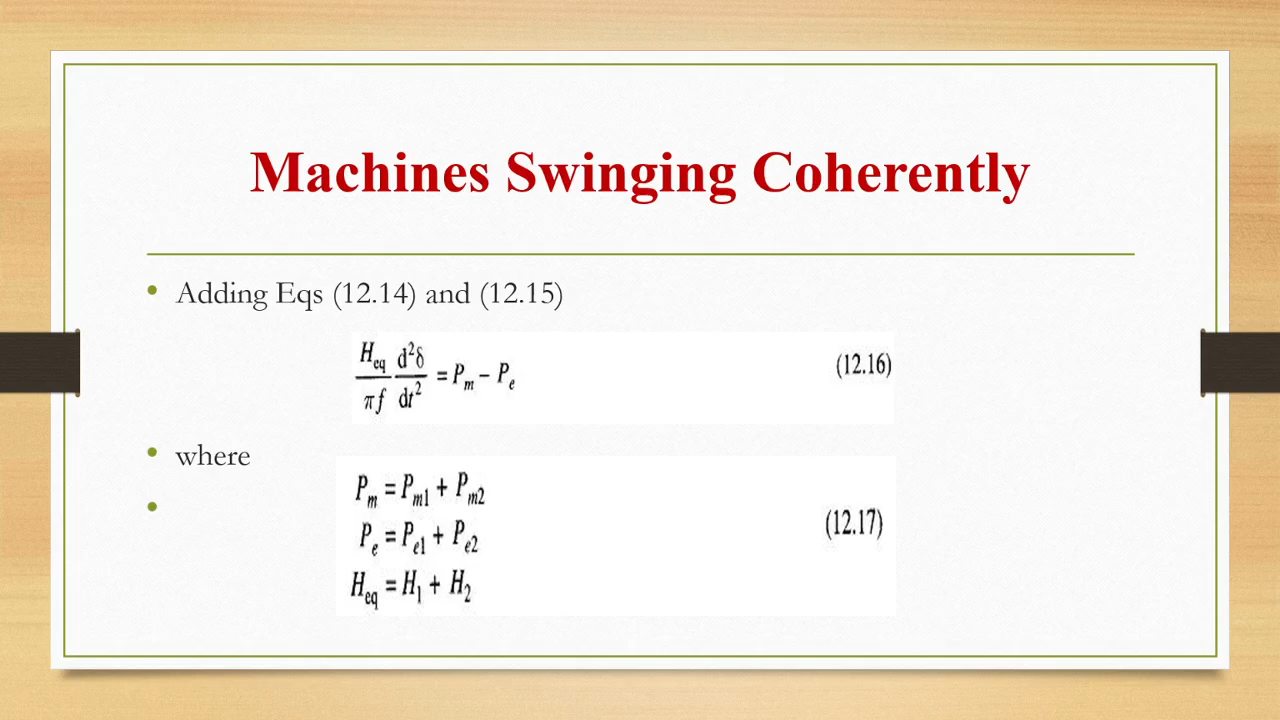 Machines Swinging Coherently
• Adding Eqs (12.14) and (12.15)
H_eq/πf d²δ/dt² = P_m − P_e (12.16)
• where
•
P_m = P_m1 + P_m2
P_e = P_e1 + P_e2 (12.17)
H_eq = H_1 + H_2